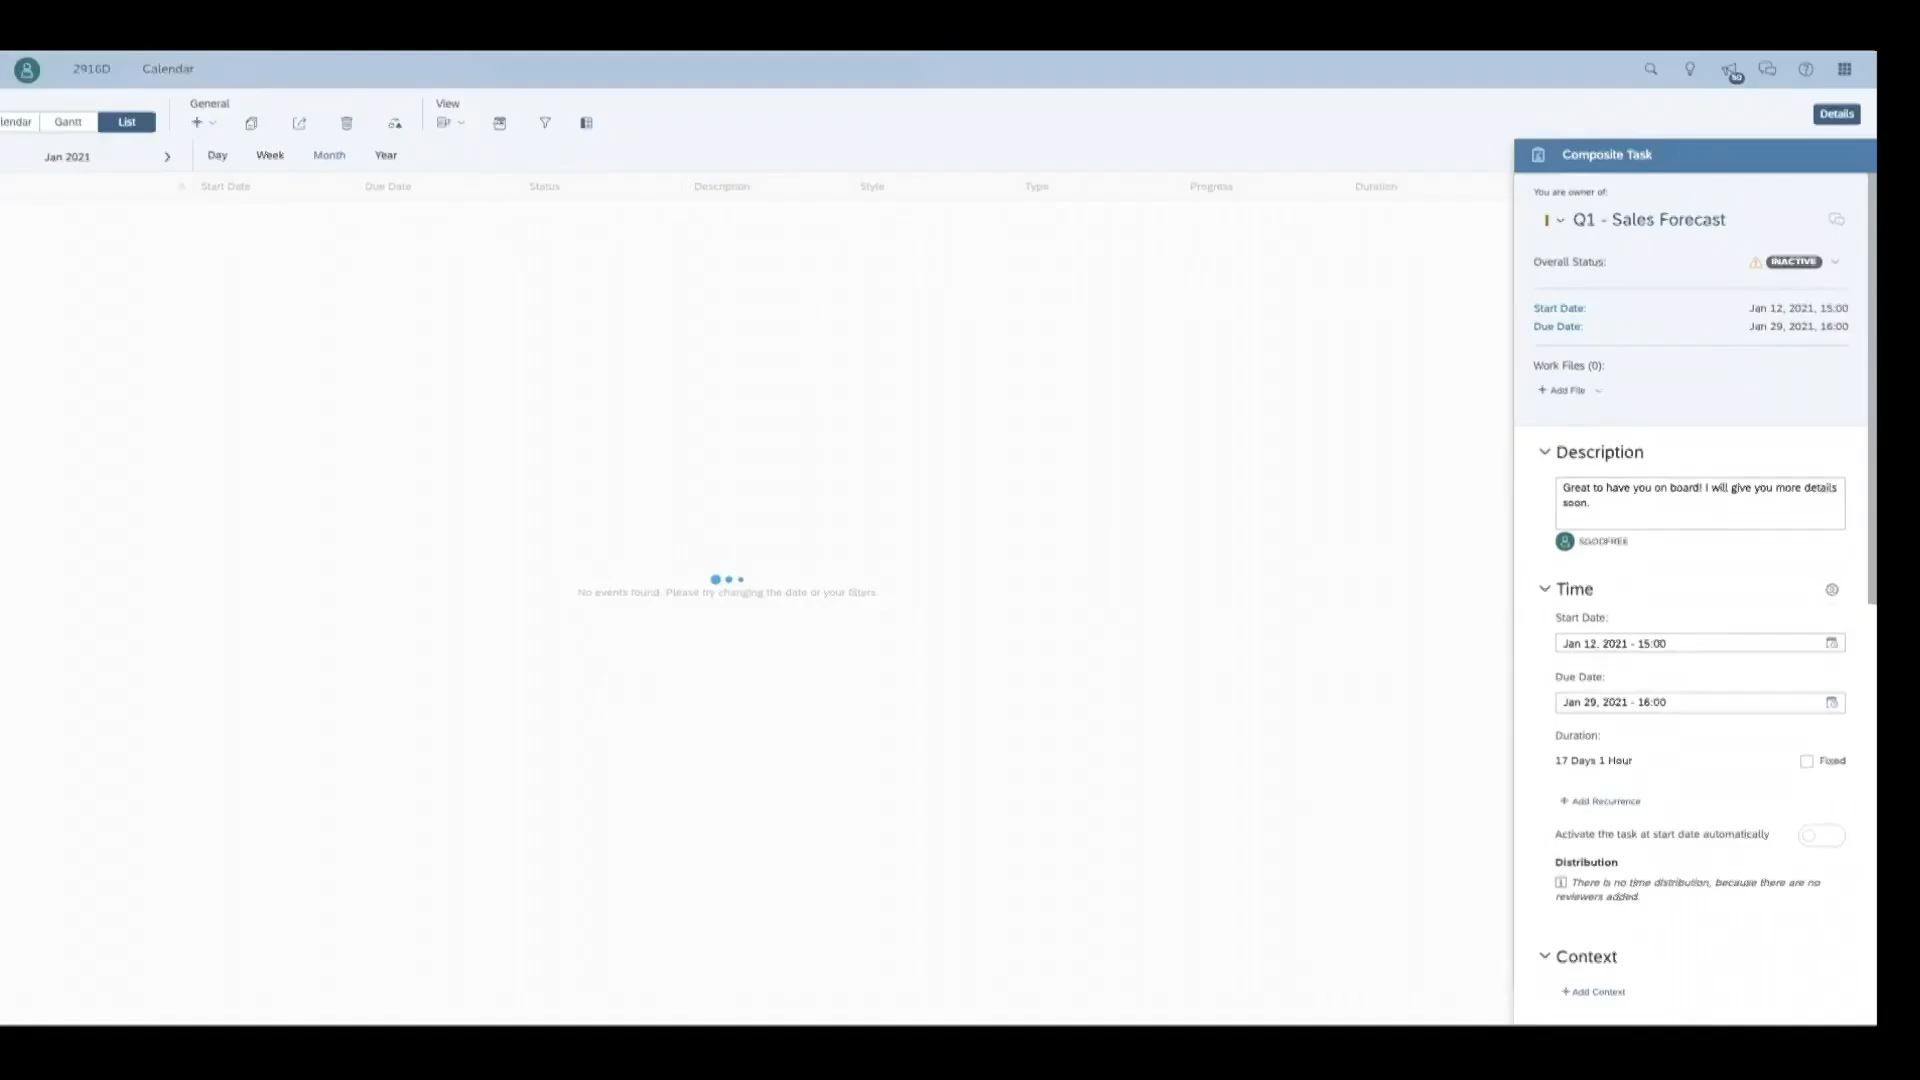 2916D Calendar
General View
lendar Gantt List Details
Jan 2021 Day Week Month Year
Composite Task
Start Date Due Date Status Description Style Type Progress Duration
You are owner of:
Q1 - Sales Forecast
Overall Status: INACTIVE
Start Date: Jan 12, 2021, 15:00
Due Date: Jan 29, 2021, 16:00
Work Files (0):
+ Add File
Description
Great to have you on board! I will give you more details
soon.
SGODFREE
No events found. Please try changing the date or your filters.
Time
Start Date:
Jan 12, 2021 - 15:00
Due Date:
Jan 29, 2021 - 16:00
Duration:
17 Days 1 Hour Fixed
+ Add Recurrence
Activate the task at start date automatically
Distribution
There is no time distribution, because there are no
reviewers added.
Context
+ Add Context